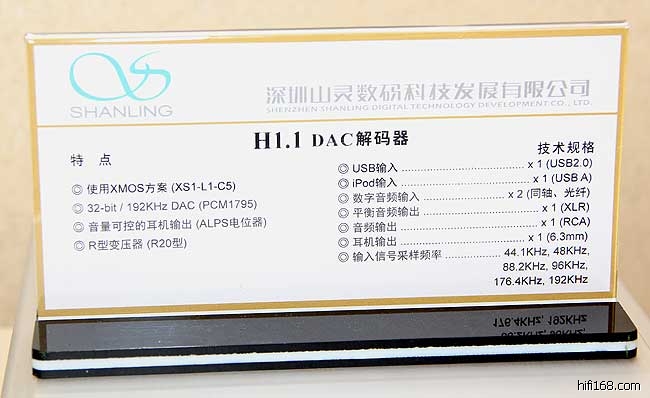 SHANLING
深圳山灵数码科技发展有限公司
SHENZHEN SHANLING DIGITAL TECHNOLOGY DEVELOPMENT CO., LTD.
H1.1 DAC解码器
特 点
◎ 使用XMOS方案 (XS1-L1-C5)
◎ 32-bit / 192KHz DAC (PCM1795)
◎ 音量可控的耳机输出 (ALPS电位器)
◎ R型变压器 (R20型)
技术规格
◎ USB输入 ........................ x 1 (USB2.0)
◎ iPod输入 ........................ x 1 (USB A)
◎ 数字音频输入 ................ x 2 (同轴、光纤)
◎ 平衡音频输出 ........................ x 1 (XLR)
◎ 音频输出 ........................ x 1 (RCA)
◎ 耳机输出 ........................ x 1 (6.3mm)
◎ 输入信号采样频率 ............ 44.1KHz, 48KHz,
88.2KHz, 96KHz,
176.4KHz, 192KHz
176.4KHz, 192KHz
88.2KHz, 96KHz,
hifi168.com